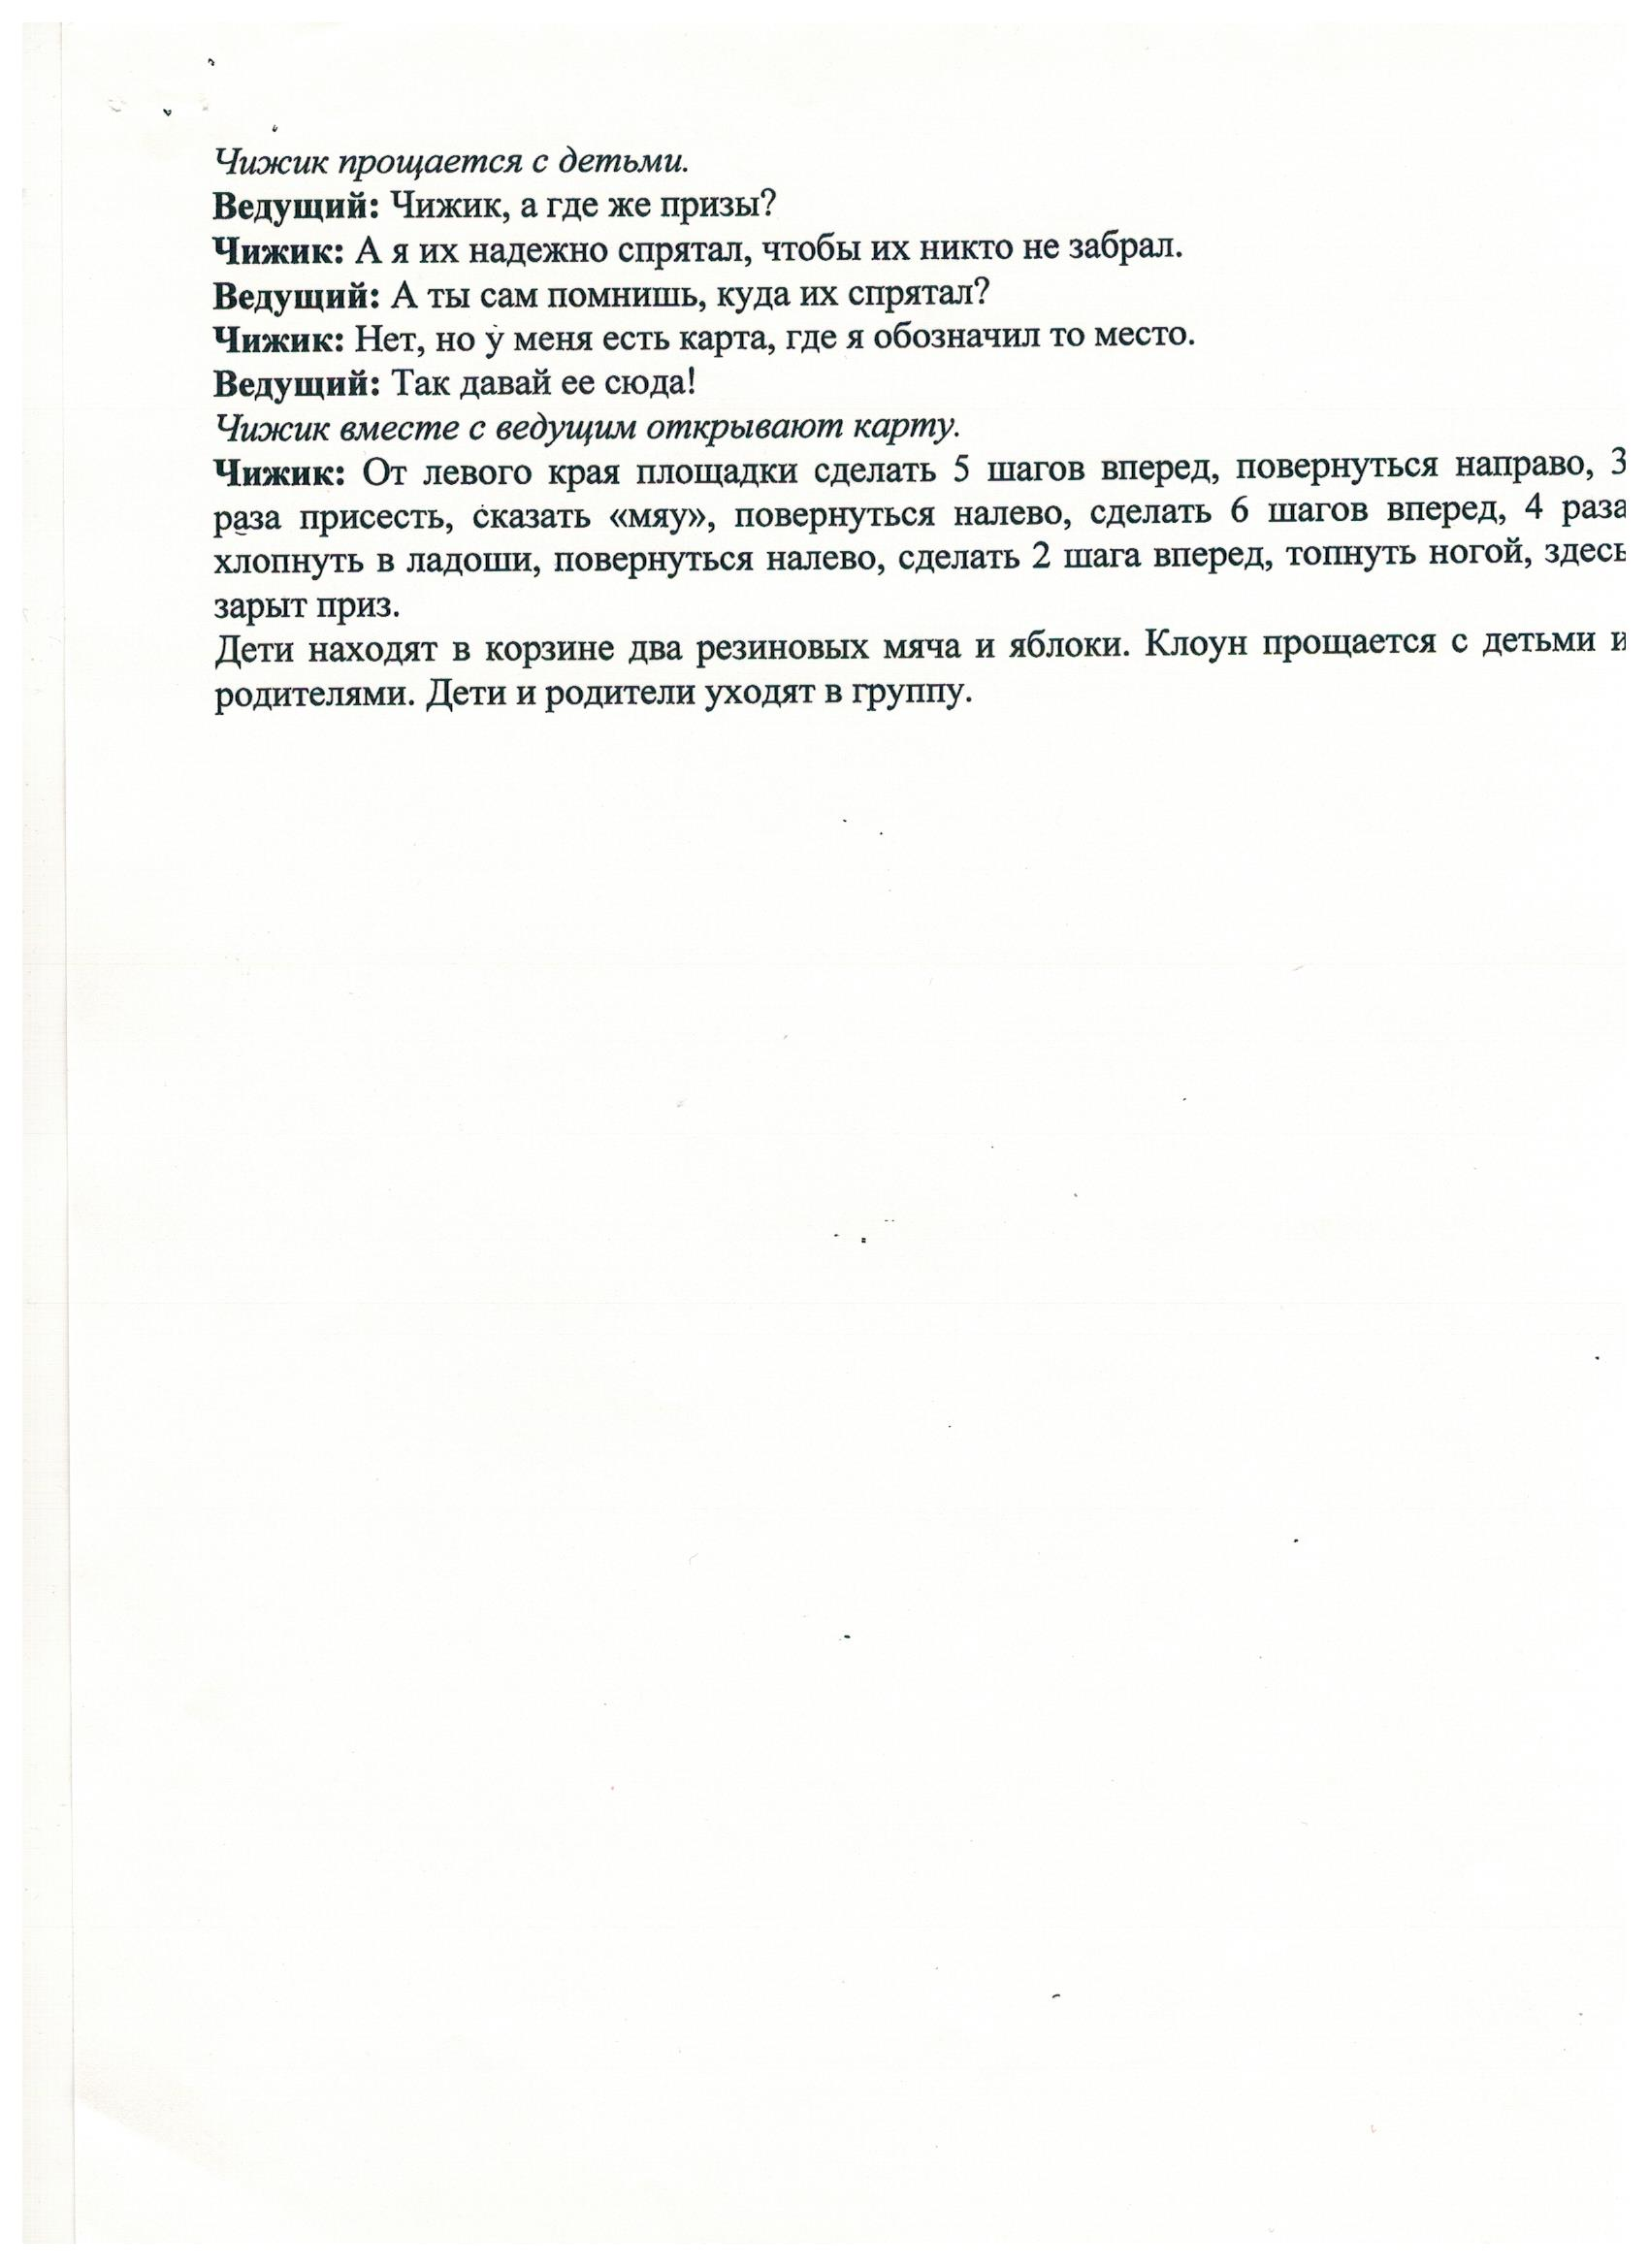 Чижик прощается с детьми.
Ведущий: Чижик, а где же призы?
Чижик: А я их надежно спрятал, чтобы их никто не забрал.
Ведущий: А ты сам помнишь, куда их спрятал?
Чижик: Нет, но у меня есть карта, где я обозначил то место.
Ведущий: Так давай ее сюда!
Чижик вместе с ведущим открывают карту.
Чижик: От левого края площадки сделать 5 шагов вперед, повернуться направо, 3
раза присесть, сказать «мяу», повернуться налево, сделать 6 шагов вперед, 4 раза
хлопнуть в ладоши, повернуться налево, сделать 2 шага вперед, топнуть ногой, здесь
зарыт приз.
Дети находят в корзине два резиновых мяча и яблоки. Клоун прощается с детьми и
родителями. Дети и родители уходят в группу.